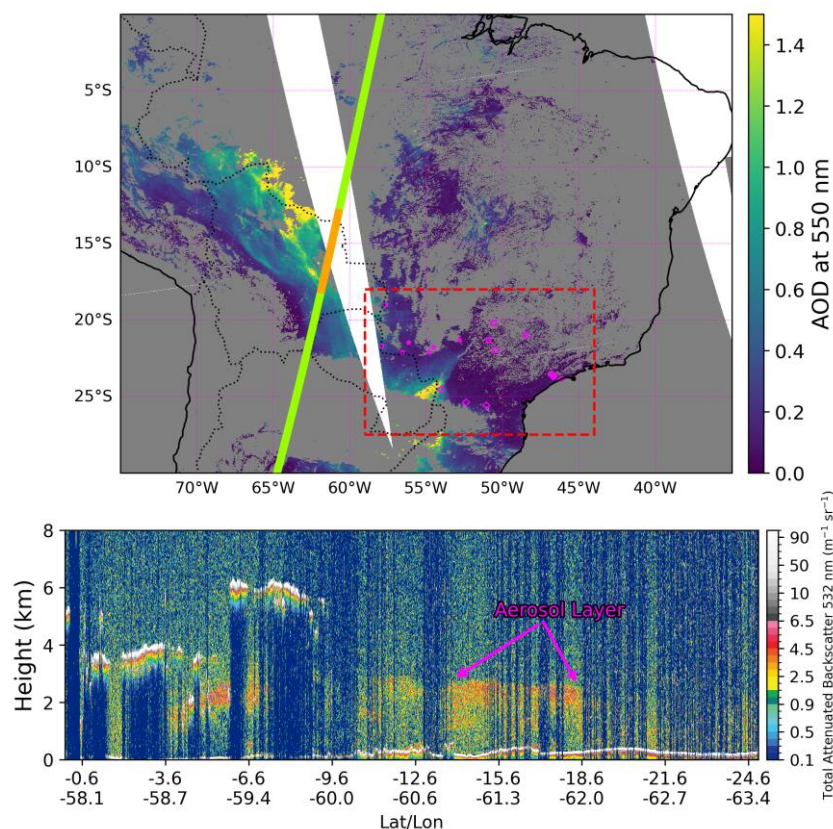 5°S
10°S
15°S
20°S
25°S
70°W 65°W 60°W 55°W 50°W 45°W 40°W
1.4
1.2
1.0
0.8
0.6
0.4
0.2
0.0
AOD at 550 nm
8
6
4
2
0
Height (km)
Aerosol Layer
-0.6 -3.6 -6.6 -9.6 -12.6 -15.6 -18.6 -21.6 -24.6
-58.1 -58.7 -59.4 -60.0 -60.6 -61.3 -62.0 -62.7 -63.4
Lat/Lon
90
50
10
6.5
4.5
2.5
0.9
0.5
0.1
Total Attenuated Backscatter 532 nm (m⁻¹ sr⁻¹)